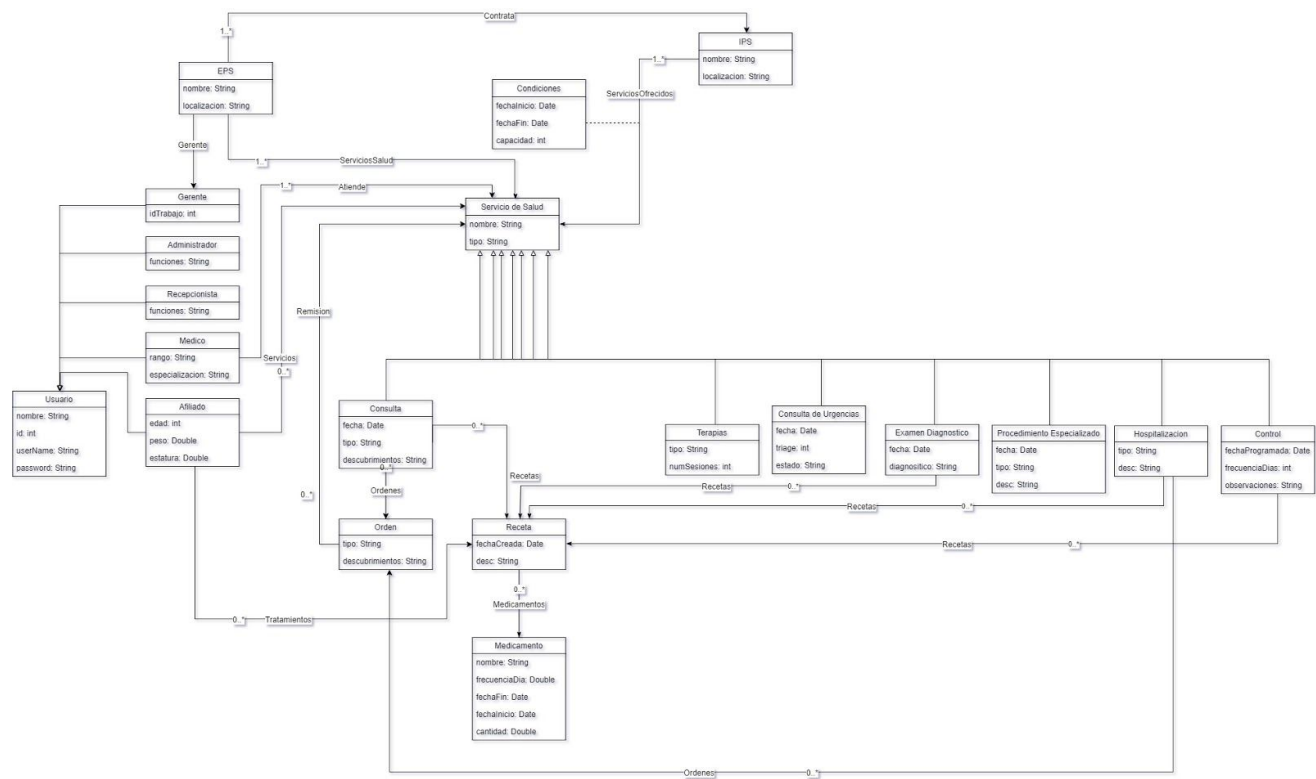 Contrata
1..*
IPS
nombre: String
localizacion: String
1..*
EPS
nombre: String
localizacion: String
Condiciones
fechaInicio: Date
fechaFin: Date
capacidad: int
ServiciosOfrecidos
Gerente
1..*
ServiciosSalud
1..*
Atiende
Gerente
idTrabajo: int
Servicio de Salud
nombre: String
tipo: String
Administrador
funciones: String
Recepcionista
funciones: String
Remision
Medico
rango: String
especializacion: String
Servicios
0..*
Usuario
nombre: String
id: int
userName: String
password: String
Afiliado
edad: int
peso: Double
estatura: Double
Consulta
fecha: Date
tipo: String
descubrimientos: String
0..*
Terapias
tipo: String
numSesiones: int
Consulta de Urgencias
fecha: Date
triage: int
estado: String
Examen Diagnostico
fecha: Date
diagnositico: String
Procedimiento Especializado
fecha: Date
tipo: String
desc: String
Hospitalizacion
tipo: String
desc: String
Control
fechaProgramada: Date
frecuenciaDias: int
observaciones: String
0..*
Ordenes
Recetas
Recetas
0..*
0..*
Recetas
0..*
Orden
tipo: String
descubrimientos: String
Receta
fechaCreada: Date
desc: String
Recetas
0..*
0..*
Medicamentos
0..*
Tratamientos
Medicamento
nombre: String
frecuenciaDia: Double
fechaFin: Date
fechaInicio: Date
cantidad: Double
Ordenes
0..*